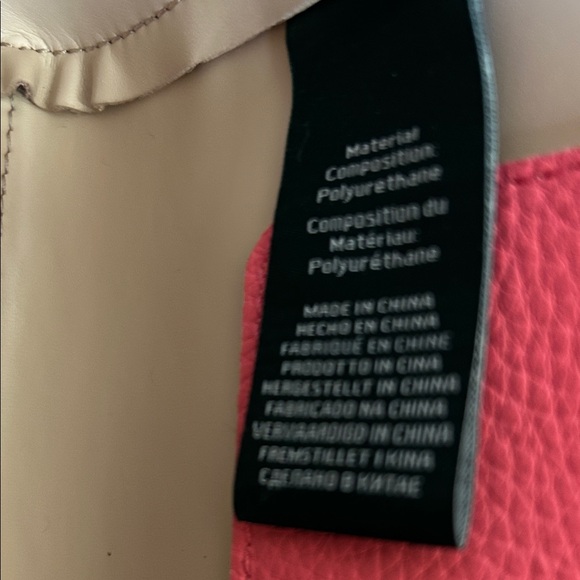 Material
Composition:
Polyurethane
Composition du
Matériau:
Polyuréthane
MADE IN CHINA
HECHO EN CHINA
FABRIQUÉ EN CHINE
PRODOTTO IN CINA
HERGESTELLT IN CHINA
FABRICADO NA CHINA
VERVAARDIGD IN CHINA
FREMSTILLET I KINA
СДЕЛАНО В КИТАЕ